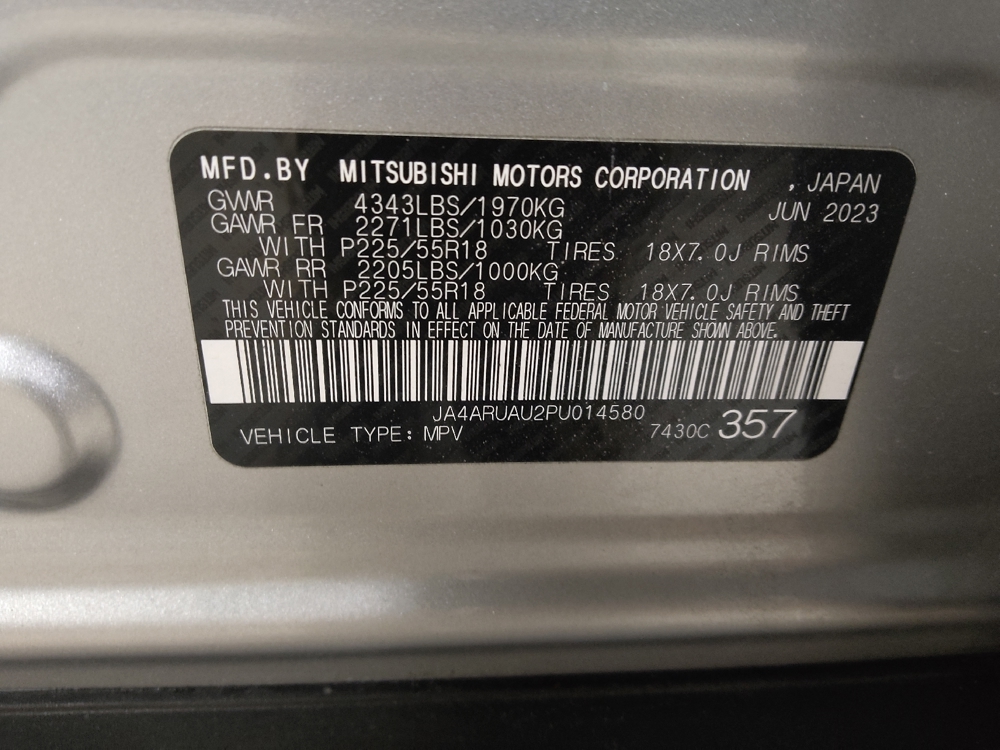 MFD.BY MITSUBISHI MOTORS CORPORATION , JAPAN
GVWR 4343LBS/1970KG JUN 2023
GAWR FR 2271LBS/1030KG
WITH P225/55R18 TIRES 18X7.0J RIMS
GAWR RR 2205LBS/1000KG
WITH P225/55R18 TIRES 18X7.0J RIMS
THIS VEHICLE CONFORMS TO ALL APPLICABLE FEDERAL MOTOR VEHICLE SAFETY AND THEFT
PREVENTION STANDARDS IN EFFECT ON THE DATE OF MANUFACTURE SHOWN ABOVE.
JA4ARUAU2PU014580
VEHICLE TYPE: MPV 7430C 357